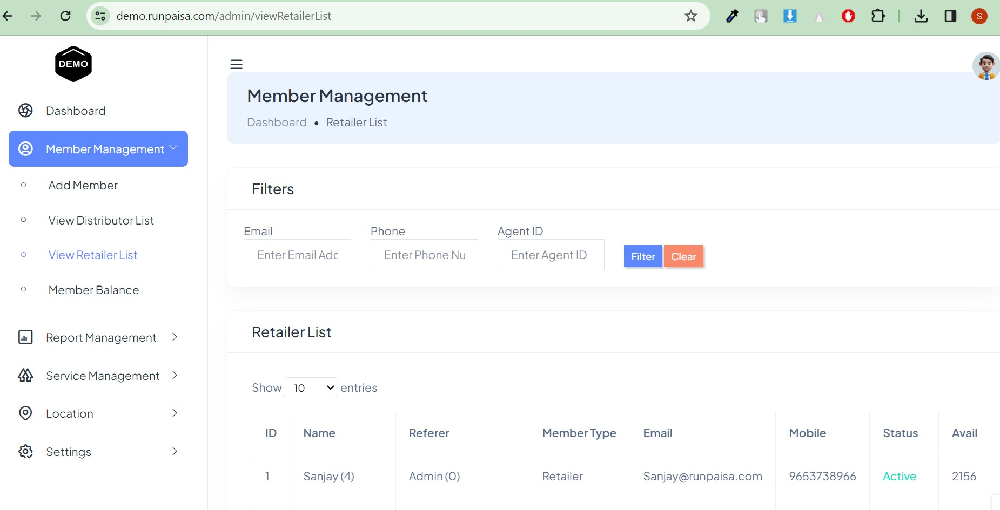 demo.runpaisa.com/admin/viewRetailerList
S
DEMO
Dashboard
Member Management
Add Member
View Distributor List
View Retailer List
Member Balance
Report Management
Service Management
Location
Settings
Member Management
Dashboard • Retailer List
Filters
Email Phone Agent ID
Enter Email Adc Enter Phone Nu Enter Agent ID Filter Clear
Retailer List
Show 10 entries
ID Name Referer Member Type Email Mobile Status Avail
1 Sanjay (4) Admin (0) Retailer Sanjay@runpaisa.com 9653738966 Active 2156